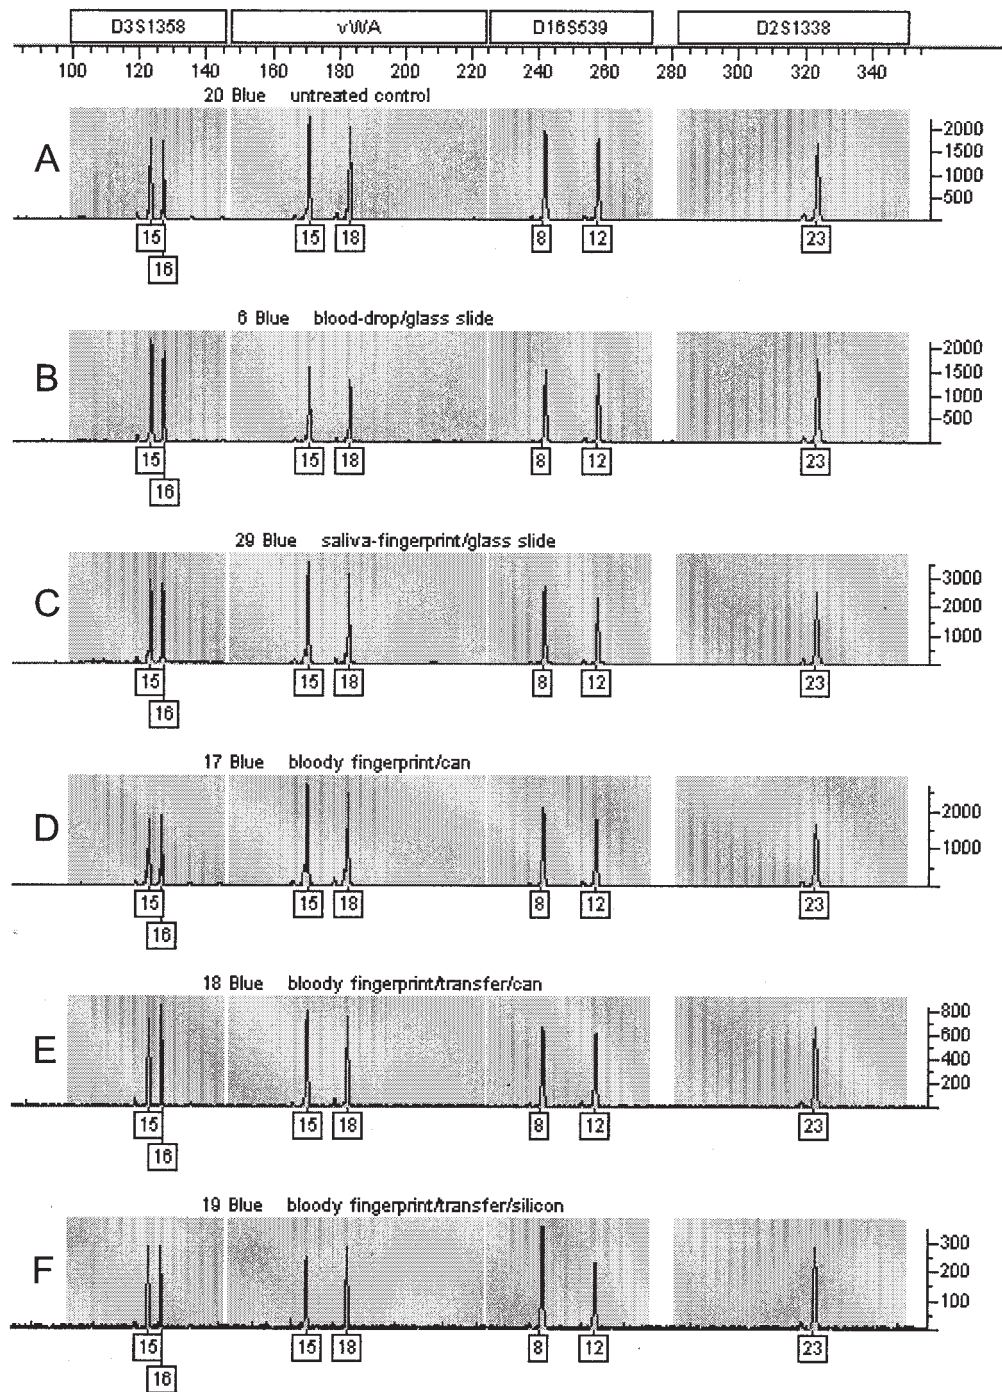 D3S1358 vWA D16S539 D2S1338
100 120 140 160 180 200 220 240 260 280 300 320 340
20 Blue untreated control
A
2000
1500
1000
500
15 15 18 8 12 23
16
6 Blue blood-drop/glass slide
B
2000
1500
1000
500
15 15 18 8 12 23
16
29 Blue saliva-fingerprint/glass slide
C
3000
2000
1000
15 15 18 8 12 23
16
17 Blue bloody fingerprint/can
D
2000
1000
15 15 18 8 12 23
16
18 Blue bloody fingerprint/transfer/can
E
800
600
400
200
15 15 18 8 12 23
16
19 Blue bloody fingerprint/transfer/silicon
F
300
200
100
15 15 18 8 12 23
16